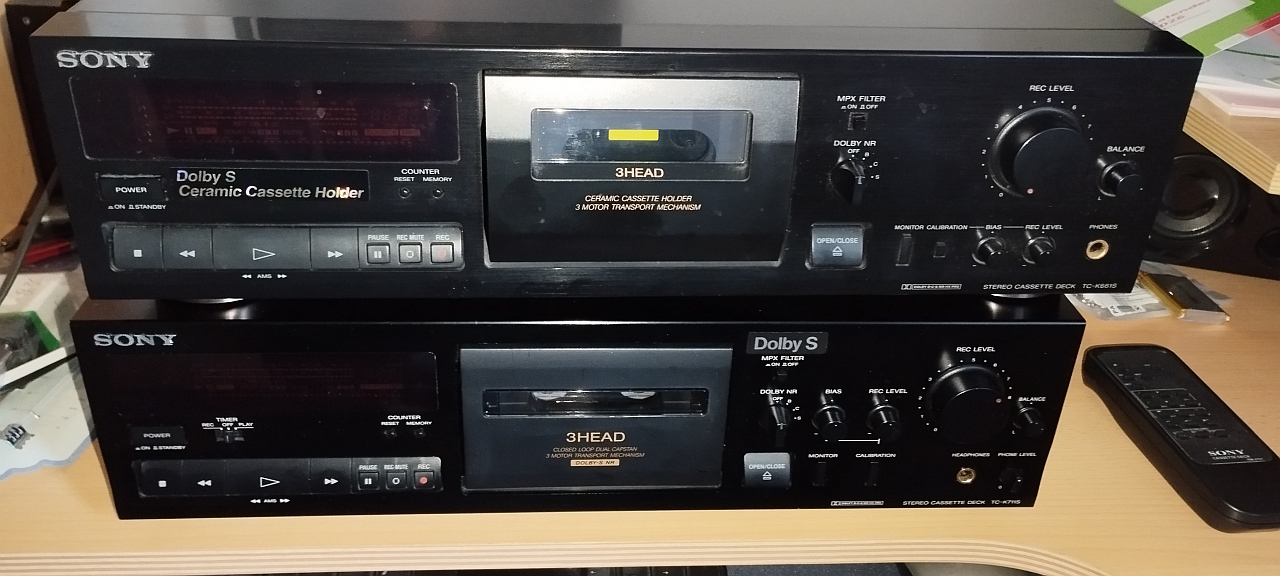 Kalender
2026
SONY
Dolby S
Ceramic Cassette Holder
POWER
ON STANDBY
COUNTER
RESET MEMORY
PAUSE REC MUTE REC
AMS
3HEAD
CERAMIC CASSETTE HOLDER
3 MOTOR TRANSPORT MECHANISM
MPX FILTER
ON OFF
DOLBY NR
OFF
B
C
S
OPEN/CLOSE
REC LEVEL
BALANCE
MONITOR CALIBRATION BIAS REC LEVEL
PHONES
STEREO CASSETTE DECK TC-K661S
SONY
TIMER
REC OFF PLAY
POWER
ON STANDBY
COUNTER
RESET MEMORY
PAUSE REC MUTE REC
AMS
3HEAD
CLOSED LOOP DUAL CAPSTAN
3 MOTOR TRANSPORT MECHANISM
DOLBY-S NR
Dolby S
MPX FILTER
ON OFF
DOLBY NR
OFF
B
C
S
BIAS
REC LEVEL
OPEN/CLOSE
MONITOR
CALIBRATION
REC LEVEL
BALANCE
HEADPHONES
PHONE LEVEL
STEREO CASSETTE DECK TC-K711S
SONY
CASSETTE DECK